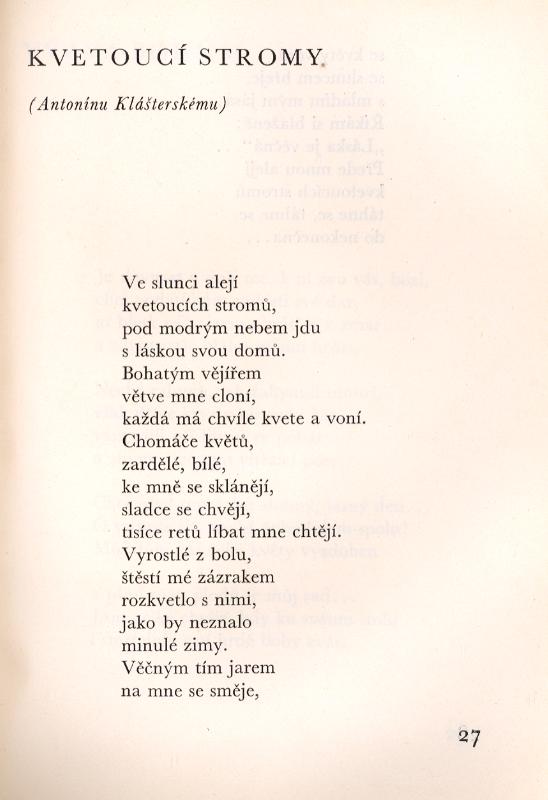 KVETOUCÍ STROMY.
(Antonínu Klášterskému)
Ve slunci alejí
kvetoucích stromů,
pod modrým nebem jdu
s láskou svou domů.
Bohatým vějířem
větve mne cloní,
každá má chvíle kvete a voní.
Chomáče květů,
zardělé, bílé,
ke mně se sklánějí,
sladce se chvějí,
tisíce retů líbat mne chtějí.
Vyrostlé z bolu,
štěstí mé zázrakem
rozkvetlo s nimi,
jako by neznalo
minulé zimy.
Věčným tím jarem
na mne se směje,
27